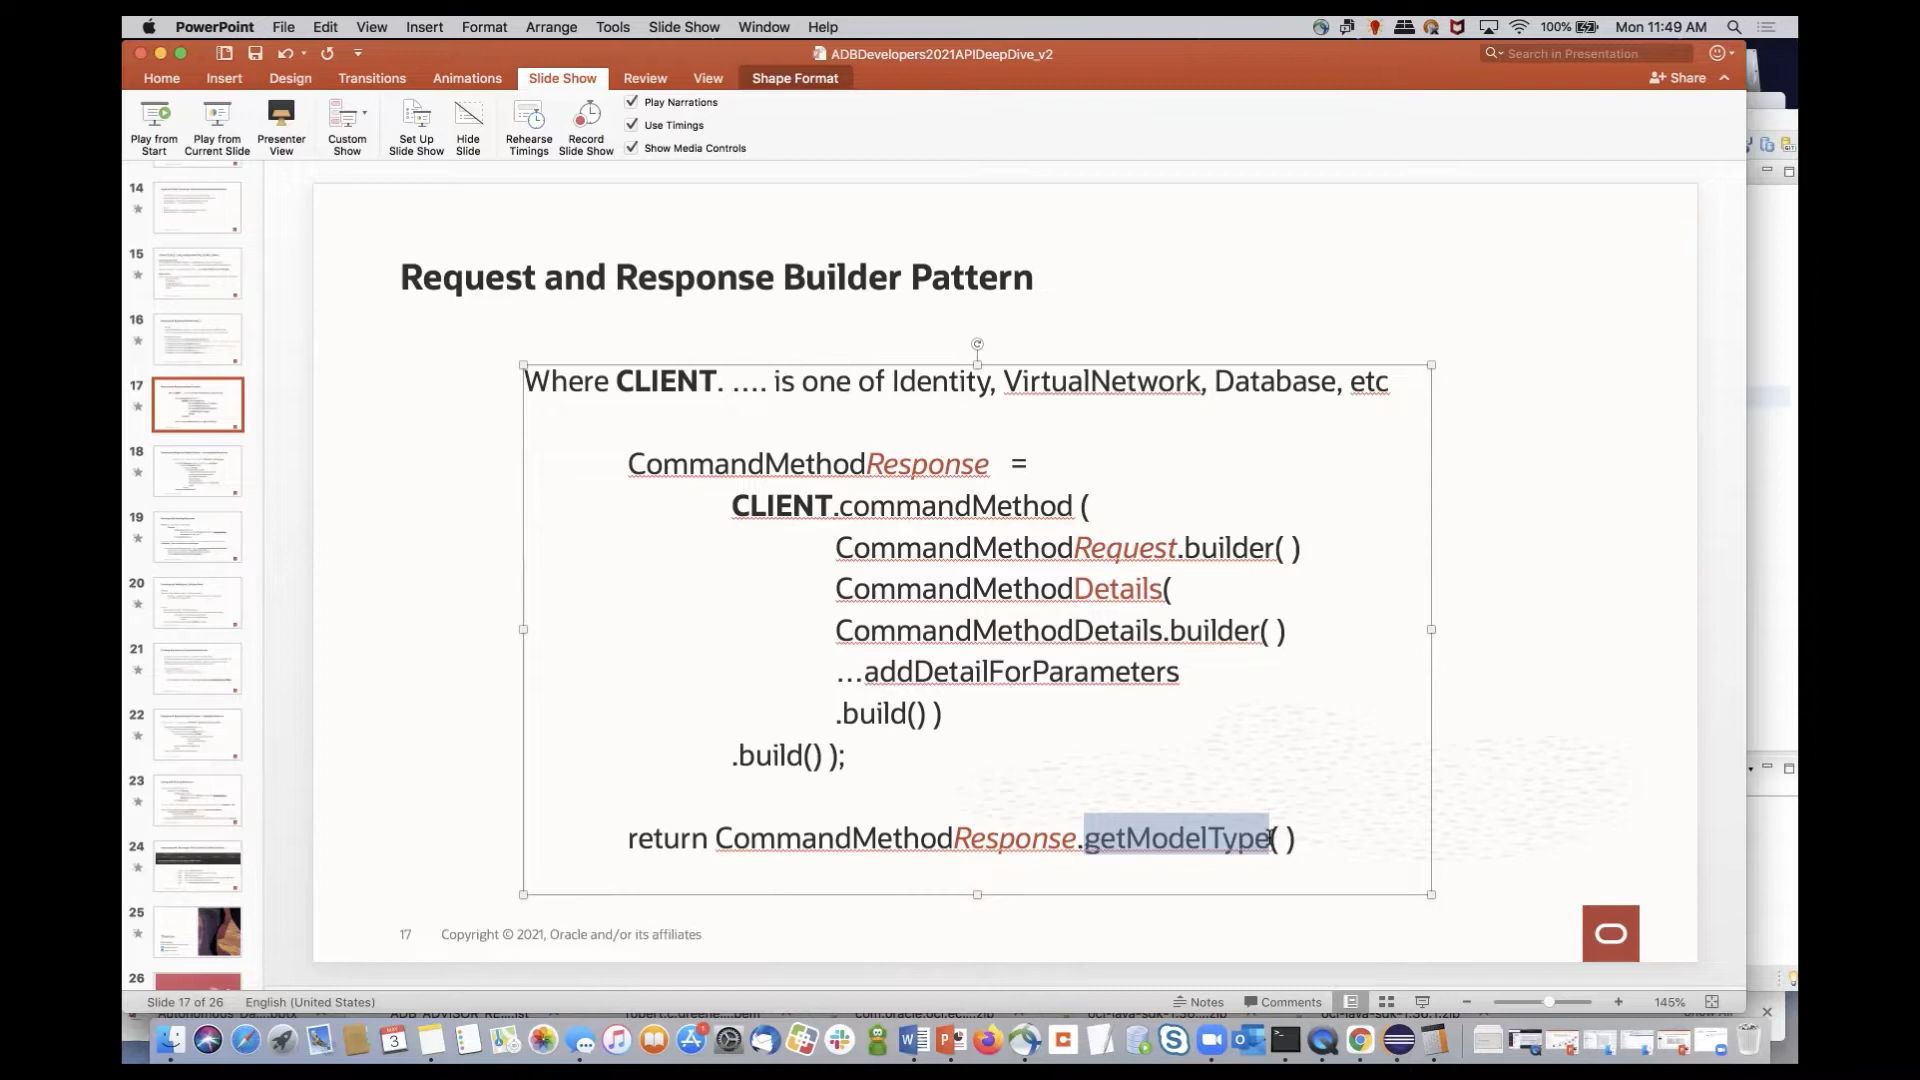 PowerPoint File Edit View Insert Format Arrange Tools Slide Show Window Help 100% Mon 11:49 AM
ADBDevelopers2021APIDeepDive_v2
Search in Presentation
Home Insert Design Transitions Animations Slide Show Review View Shape Format Share
Play from Start
Play from Current Slide
Presenter View
Custom Show
Set Up Slide Show
Hide Slide
Rehearse Timings
Record Slide Show
Play Narrations
Use Timings
Show Media Controls
14
15
16
17
18
19
20
21
22
23
24
25
26
Request and Response Builder Pattern
Where CLIENT. .... is one of Identity, VirtualNetwork, Database, etc
CommandMethodResponse =
CLIENT.commandMethod (
CommandMethodRequest.builder( )
CommandMethodDetails(
CommandMethodDetails.builder( )
...addDetailForParameters
.build() )
.build() );
return CommandMethodResponse.getModelType( )
17 Copyright © 2021, Oracle and/or its affiliates
Slide 17 of 26 English (United States) Notes Comments 145%